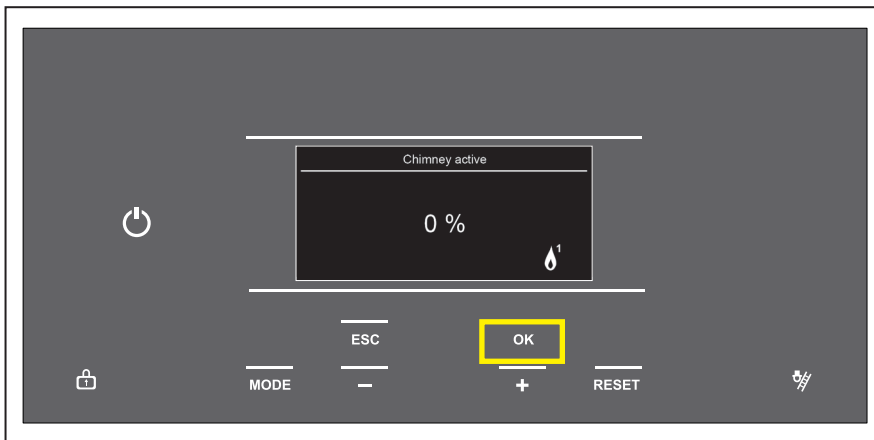 Chimney active
0 %
1
ESC OK
MODE − + RESET